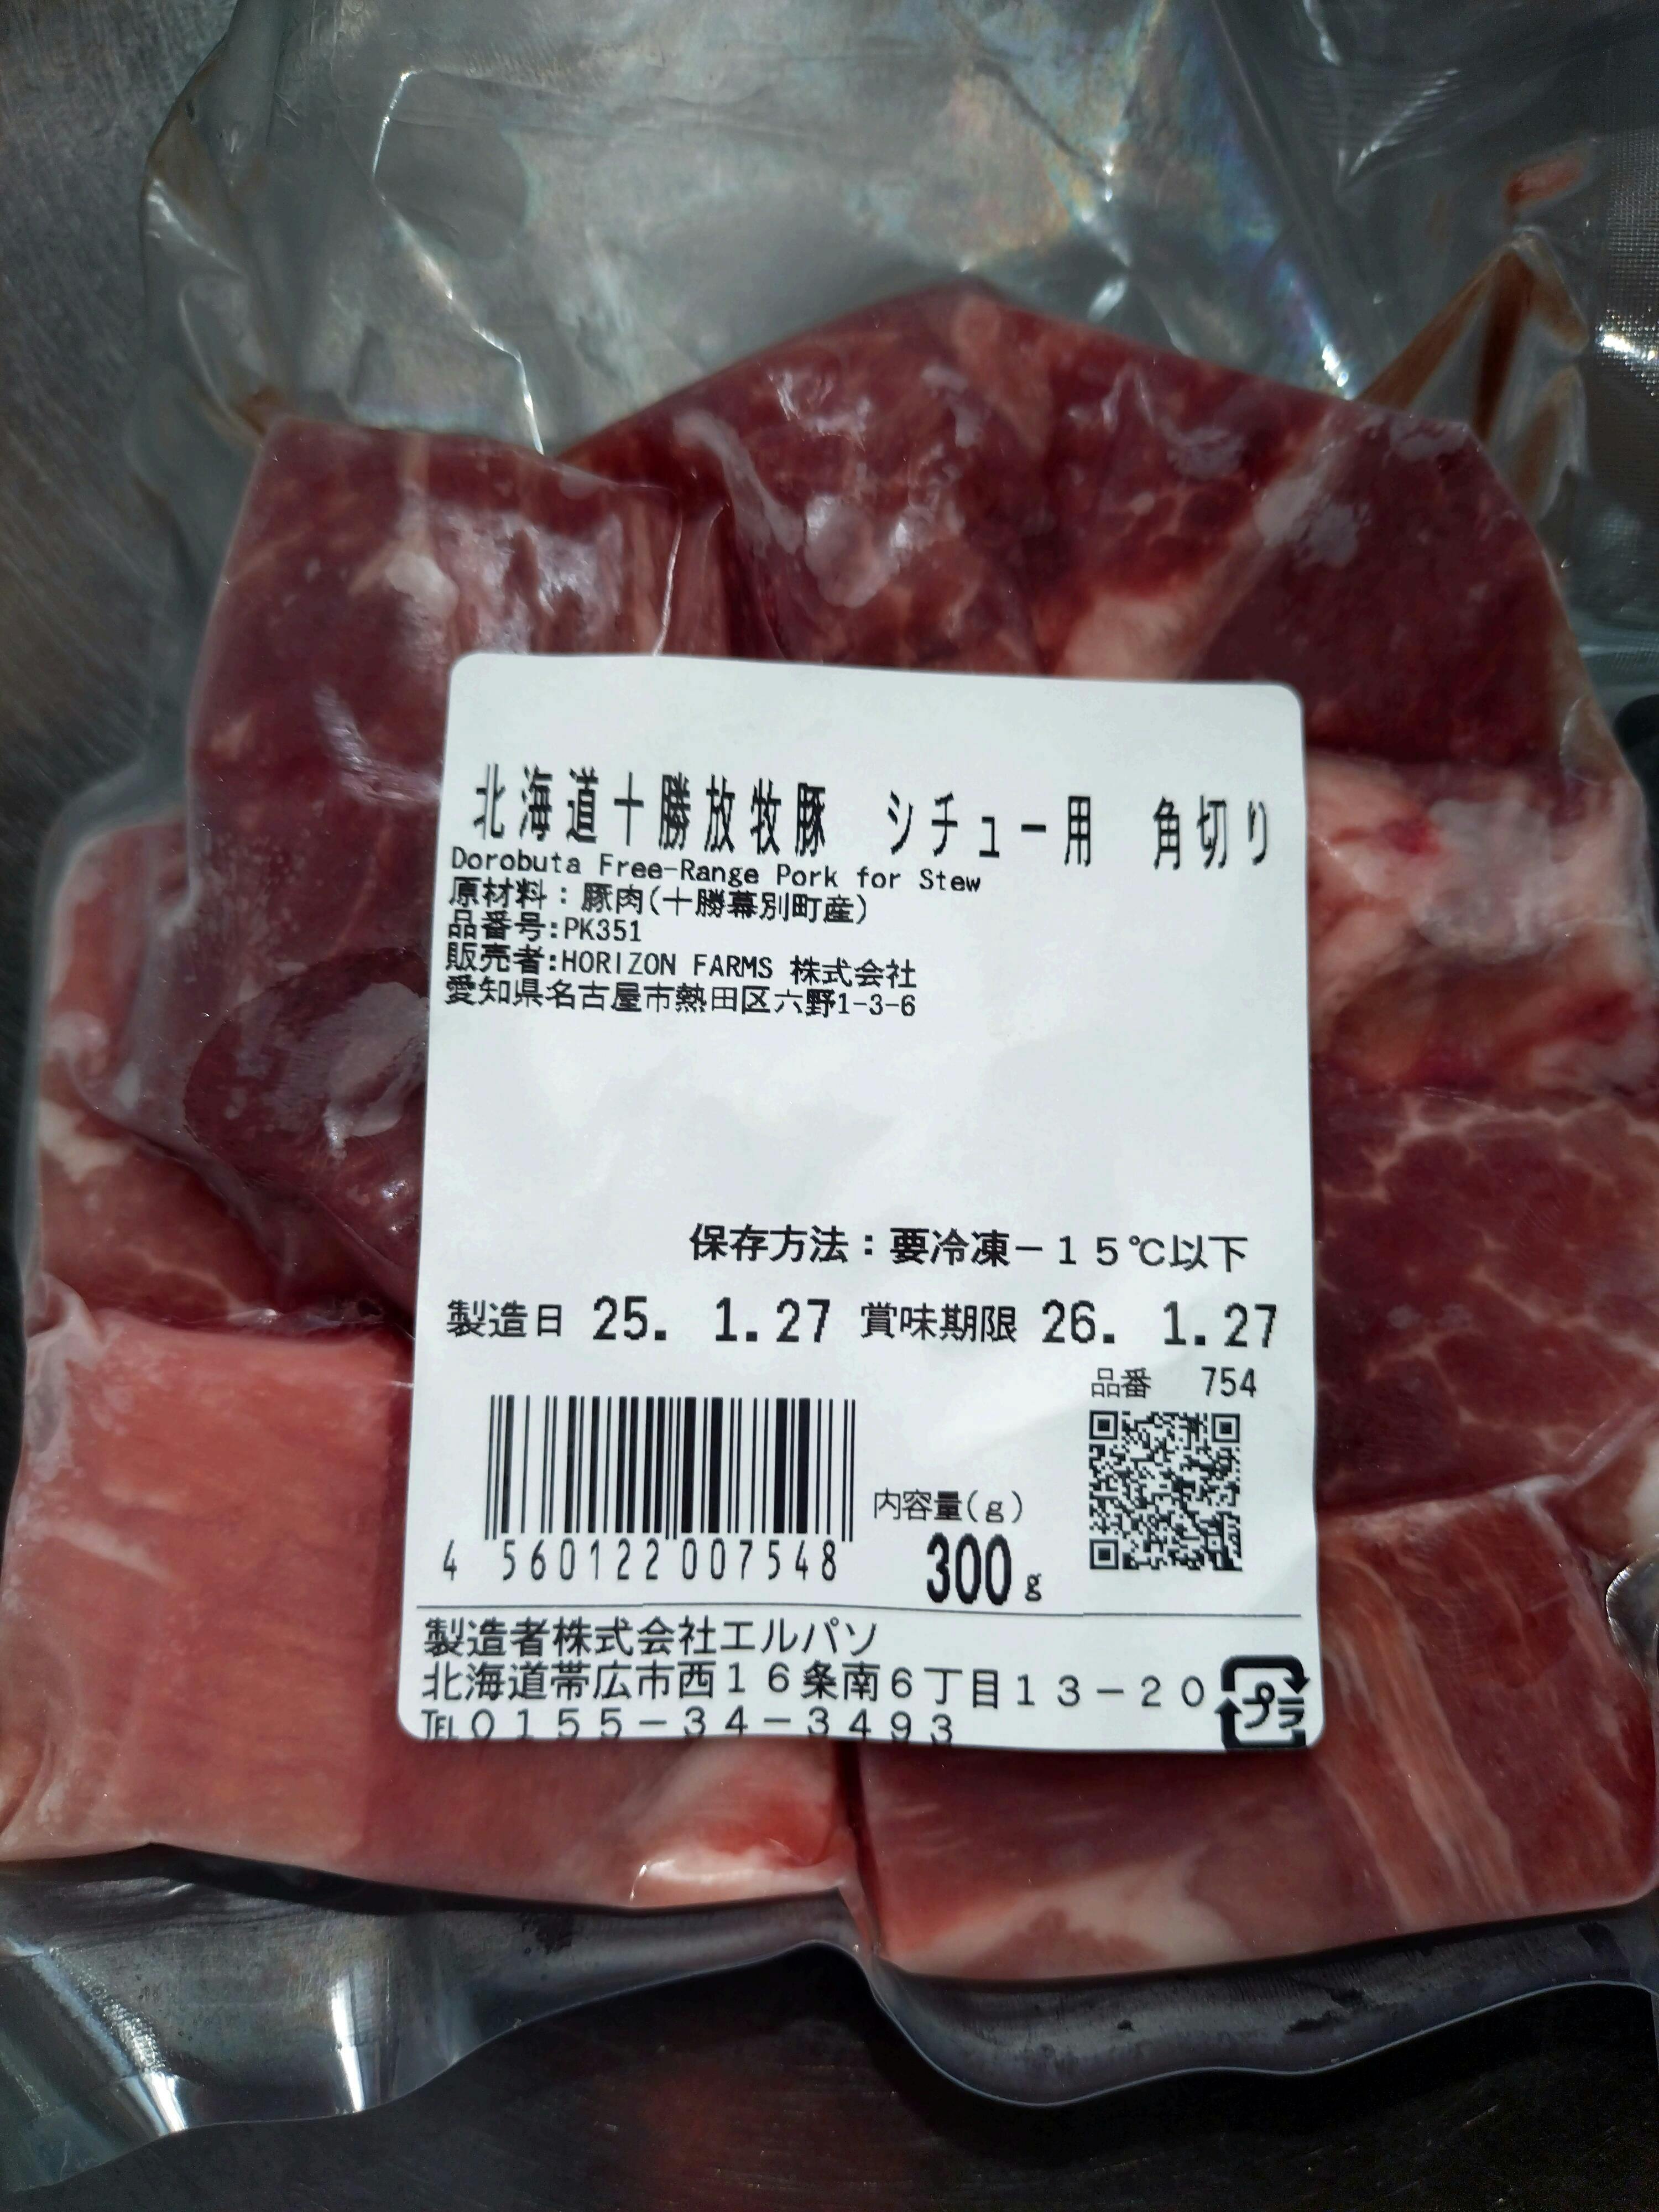 北海道十勝放牧豚　シチュー用　角切り
Dorobuta Free-Range Pork for Stew
原材料：豚肉(十勝幕別町産)
品番号:PK351
販売者:HORIZON FARMS 株式会社
愛知県名古屋市熱田区六野1-3-6
保存方法：要冷凍－１５℃以下
製造日 25. 1.27 賞味期限 26. 1.27
品番 754
内容量(g)
300g
4 560122 007548
製造者株式会社エルパソ
北海道帯広市西１６条南６丁目１３－２０
℡０１５５－３４－３４９３
プラ